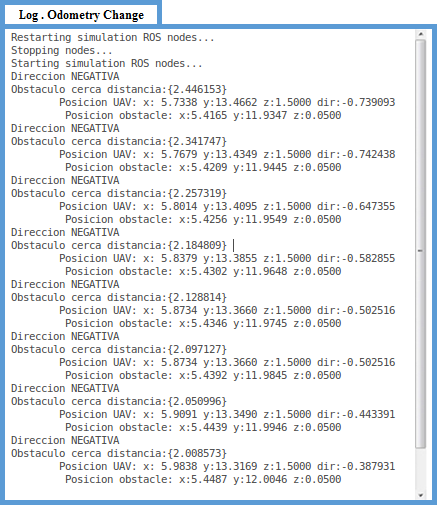 Log . Odometry Change
Restarting simulation ROS nodes...
Stopping nodes...
Starting simulation ROS nodes...
Direccion NEGATIVA
Obstaculo cerca distancia:{2.446153}
Posicion UAV: x: 5.7338 y:13.4662 z:1.5000 dir:-0.739093
Posicion obstacle: x:5.4165 y:11.9347 z:0.0500
Direccion NEGATIVA
Obstaculo cerca distancia:{2.341747}
Posicion UAV: x: 5.7679 y:13.4349 z:1.5000 dir:-0.742438
Posicion obstacle: x:5.4209 y:11.9445 z:0.0500
Direccion NEGATIVA
Obstaculo cerca distancia:{2.257319}
Posicion UAV: x: 5.8014 y:13.4095 z:1.5000 dir:-0.647355
Posicion obstacle: x:5.4256 y:11.9549 z:0.0500
Direccion NEGATIVA
Obstaculo cerca distancia:{2.184809}
Posicion UAV: x: 5.8379 y:13.3855 z:1.5000 dir:-0.582855
Posicion obstacle: x:5.4302 y:11.9648 z:0.0500
Direccion NEGATIVA
Obstaculo cerca distancia:{2.128814}
Posicion UAV: x: 5.8734 y:13.3660 z:1.5000 dir:-0.502516
Posicion obstacle: x:5.4346 y:11.9745 z:0.0500
Direccion NEGATIVA
Obstaculo cerca distancia:{2.097127}
Posicion UAV: x: 5.8734 y:13.3660 z:1.5000 dir:-0.502516
Posicion obstacle: x:5.4392 y:11.9845 z:0.0500
Direccion NEGATIVA
Obstaculo cerca distancia:{2.050996}
Posicion UAV: x: 5.9091 y:13.3490 z:1.5000 dir:-0.443391
Posicion obstacle: x:5.4439 y:11.9946 z:0.0500
Direccion NEGATIVA
Obstaculo cerca distancia:{2.008573}
Posicion UAV: x: 5.9838 y:13.3169 z:1.5000 dir:-0.387931
Posicion obstacle: x:5.4487 y:12.0046 z:0.0500